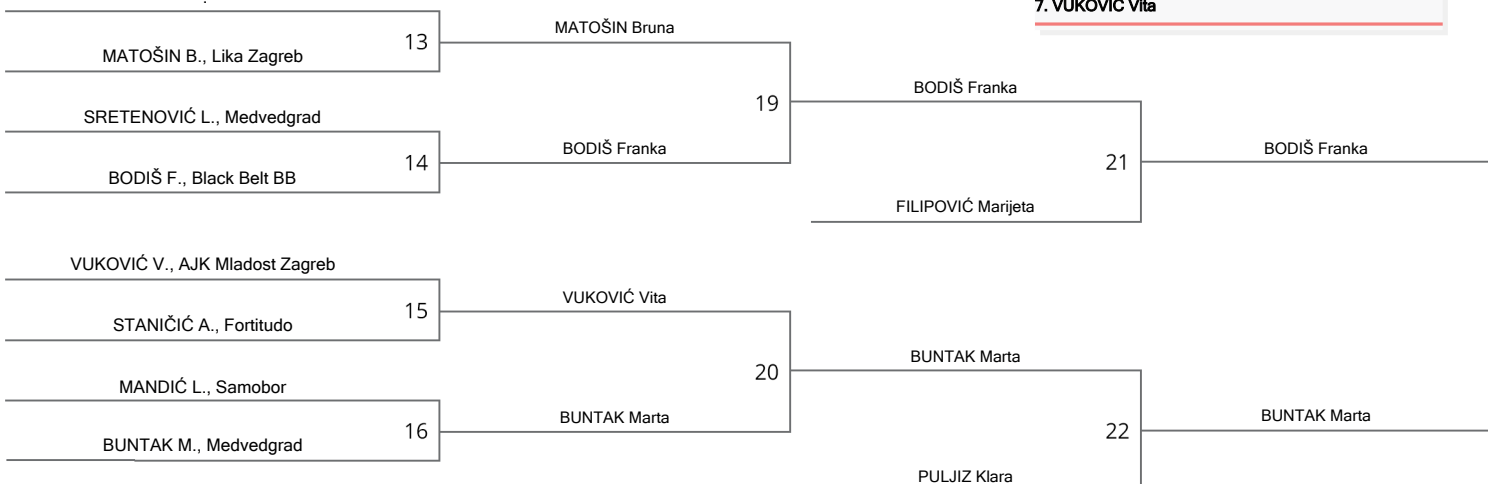 7. VUKOVIĆ Vita
MATOŠIN B., Lika Zagreb
13
MATOŠIN Bruna
SRETENOVIĆ L., Medvedgrad
BODIŠ F., Black Belt BB
14
BODIŠ Franka
19
BODIŠ Franka
FILIPOVIĆ Marijeta
21
BODIŠ Franka
VUKOVIĆ V., AJK Mladost Zagreb
STANIČIĆ A., Fortitudo
15
VUKOVIĆ Vita
MANDIĆ L., Samobor
BUNTAK M., Medvedgrad
16
BUNTAK Marta
20
BUNTAK Marta
PULJIZ Klara
22
BUNTAK Marta